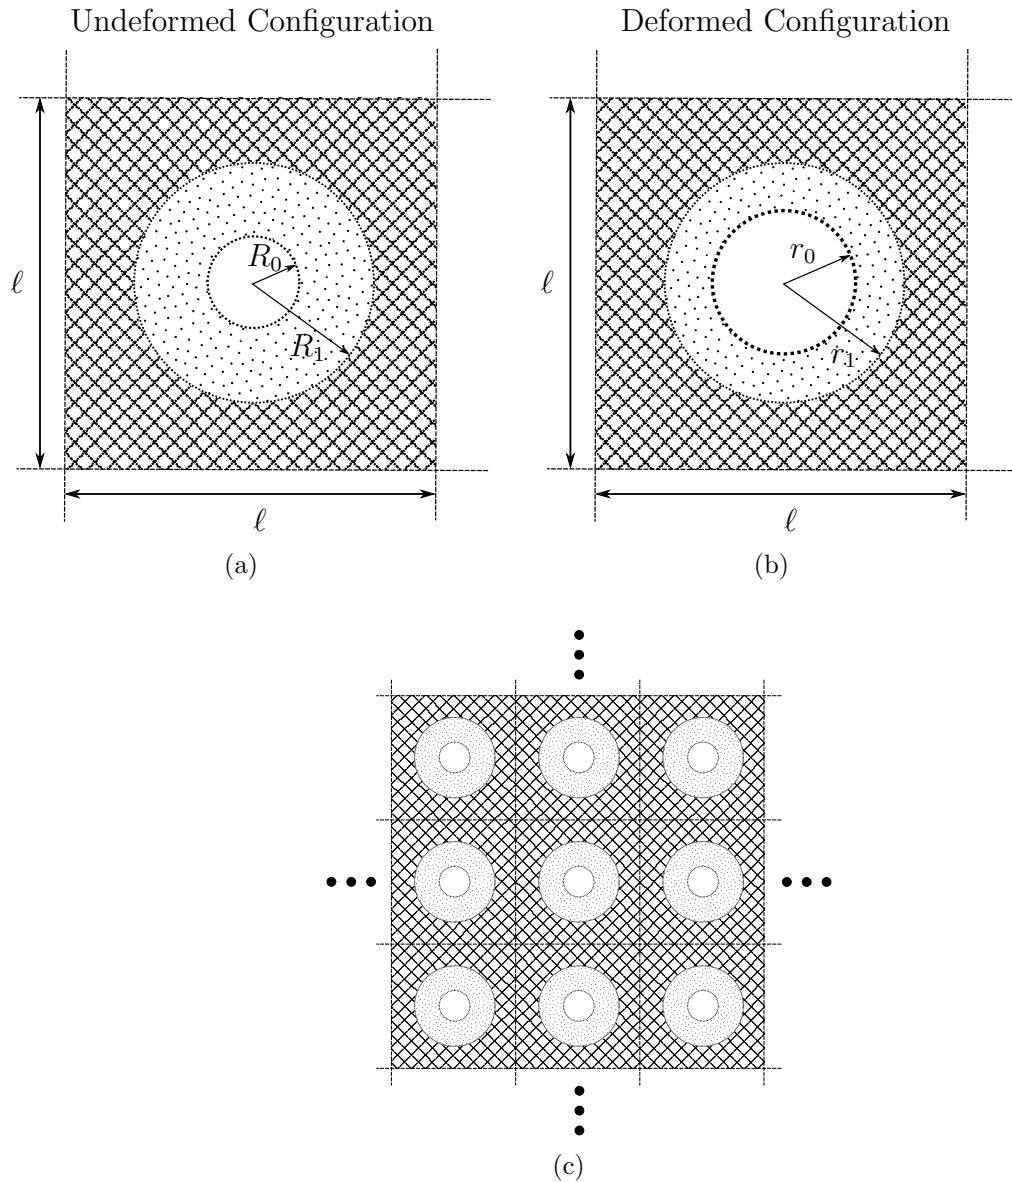 Undeformed Configuration
Deformed Configuration
ℓ
R₀
R₁
ℓ
(a)
ℓ
r₀
r₁
ℓ
(b)
(c)